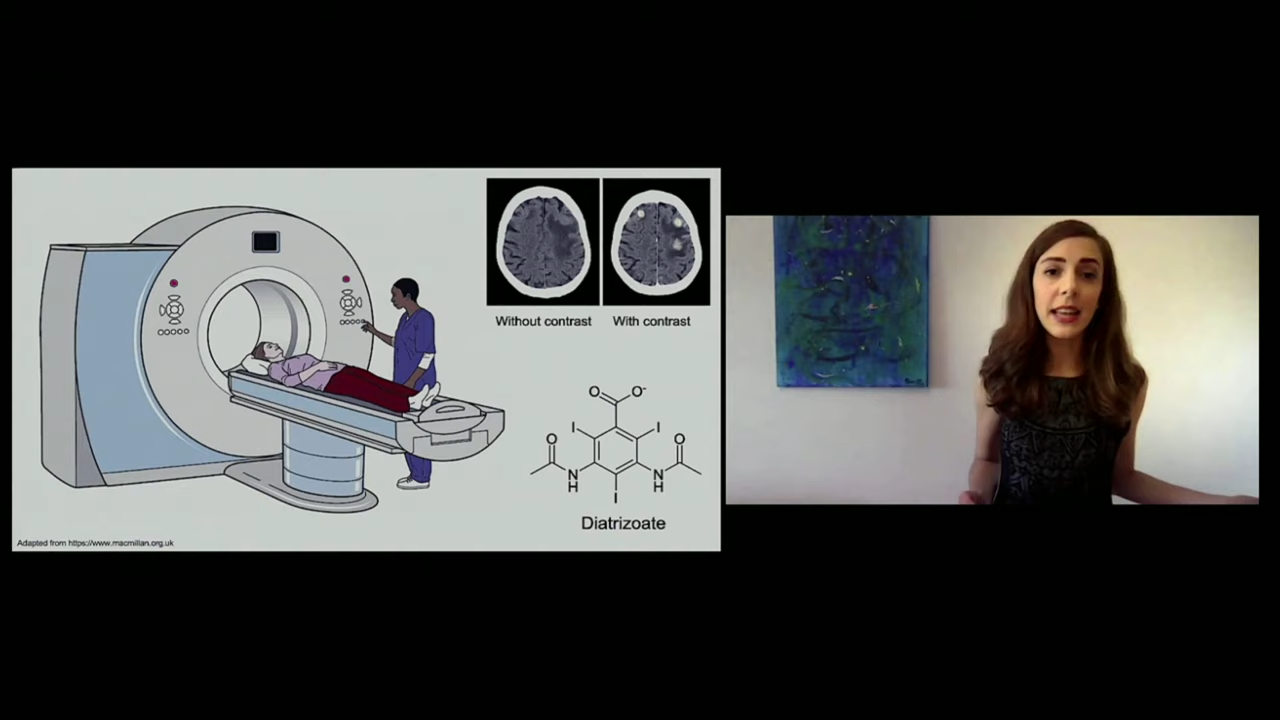 Without contrast
With contrast
O
O-
I
I
O
O
N
H
N
H
I
Diatrizoate
Adapted from https://www.macmillan.org.uk